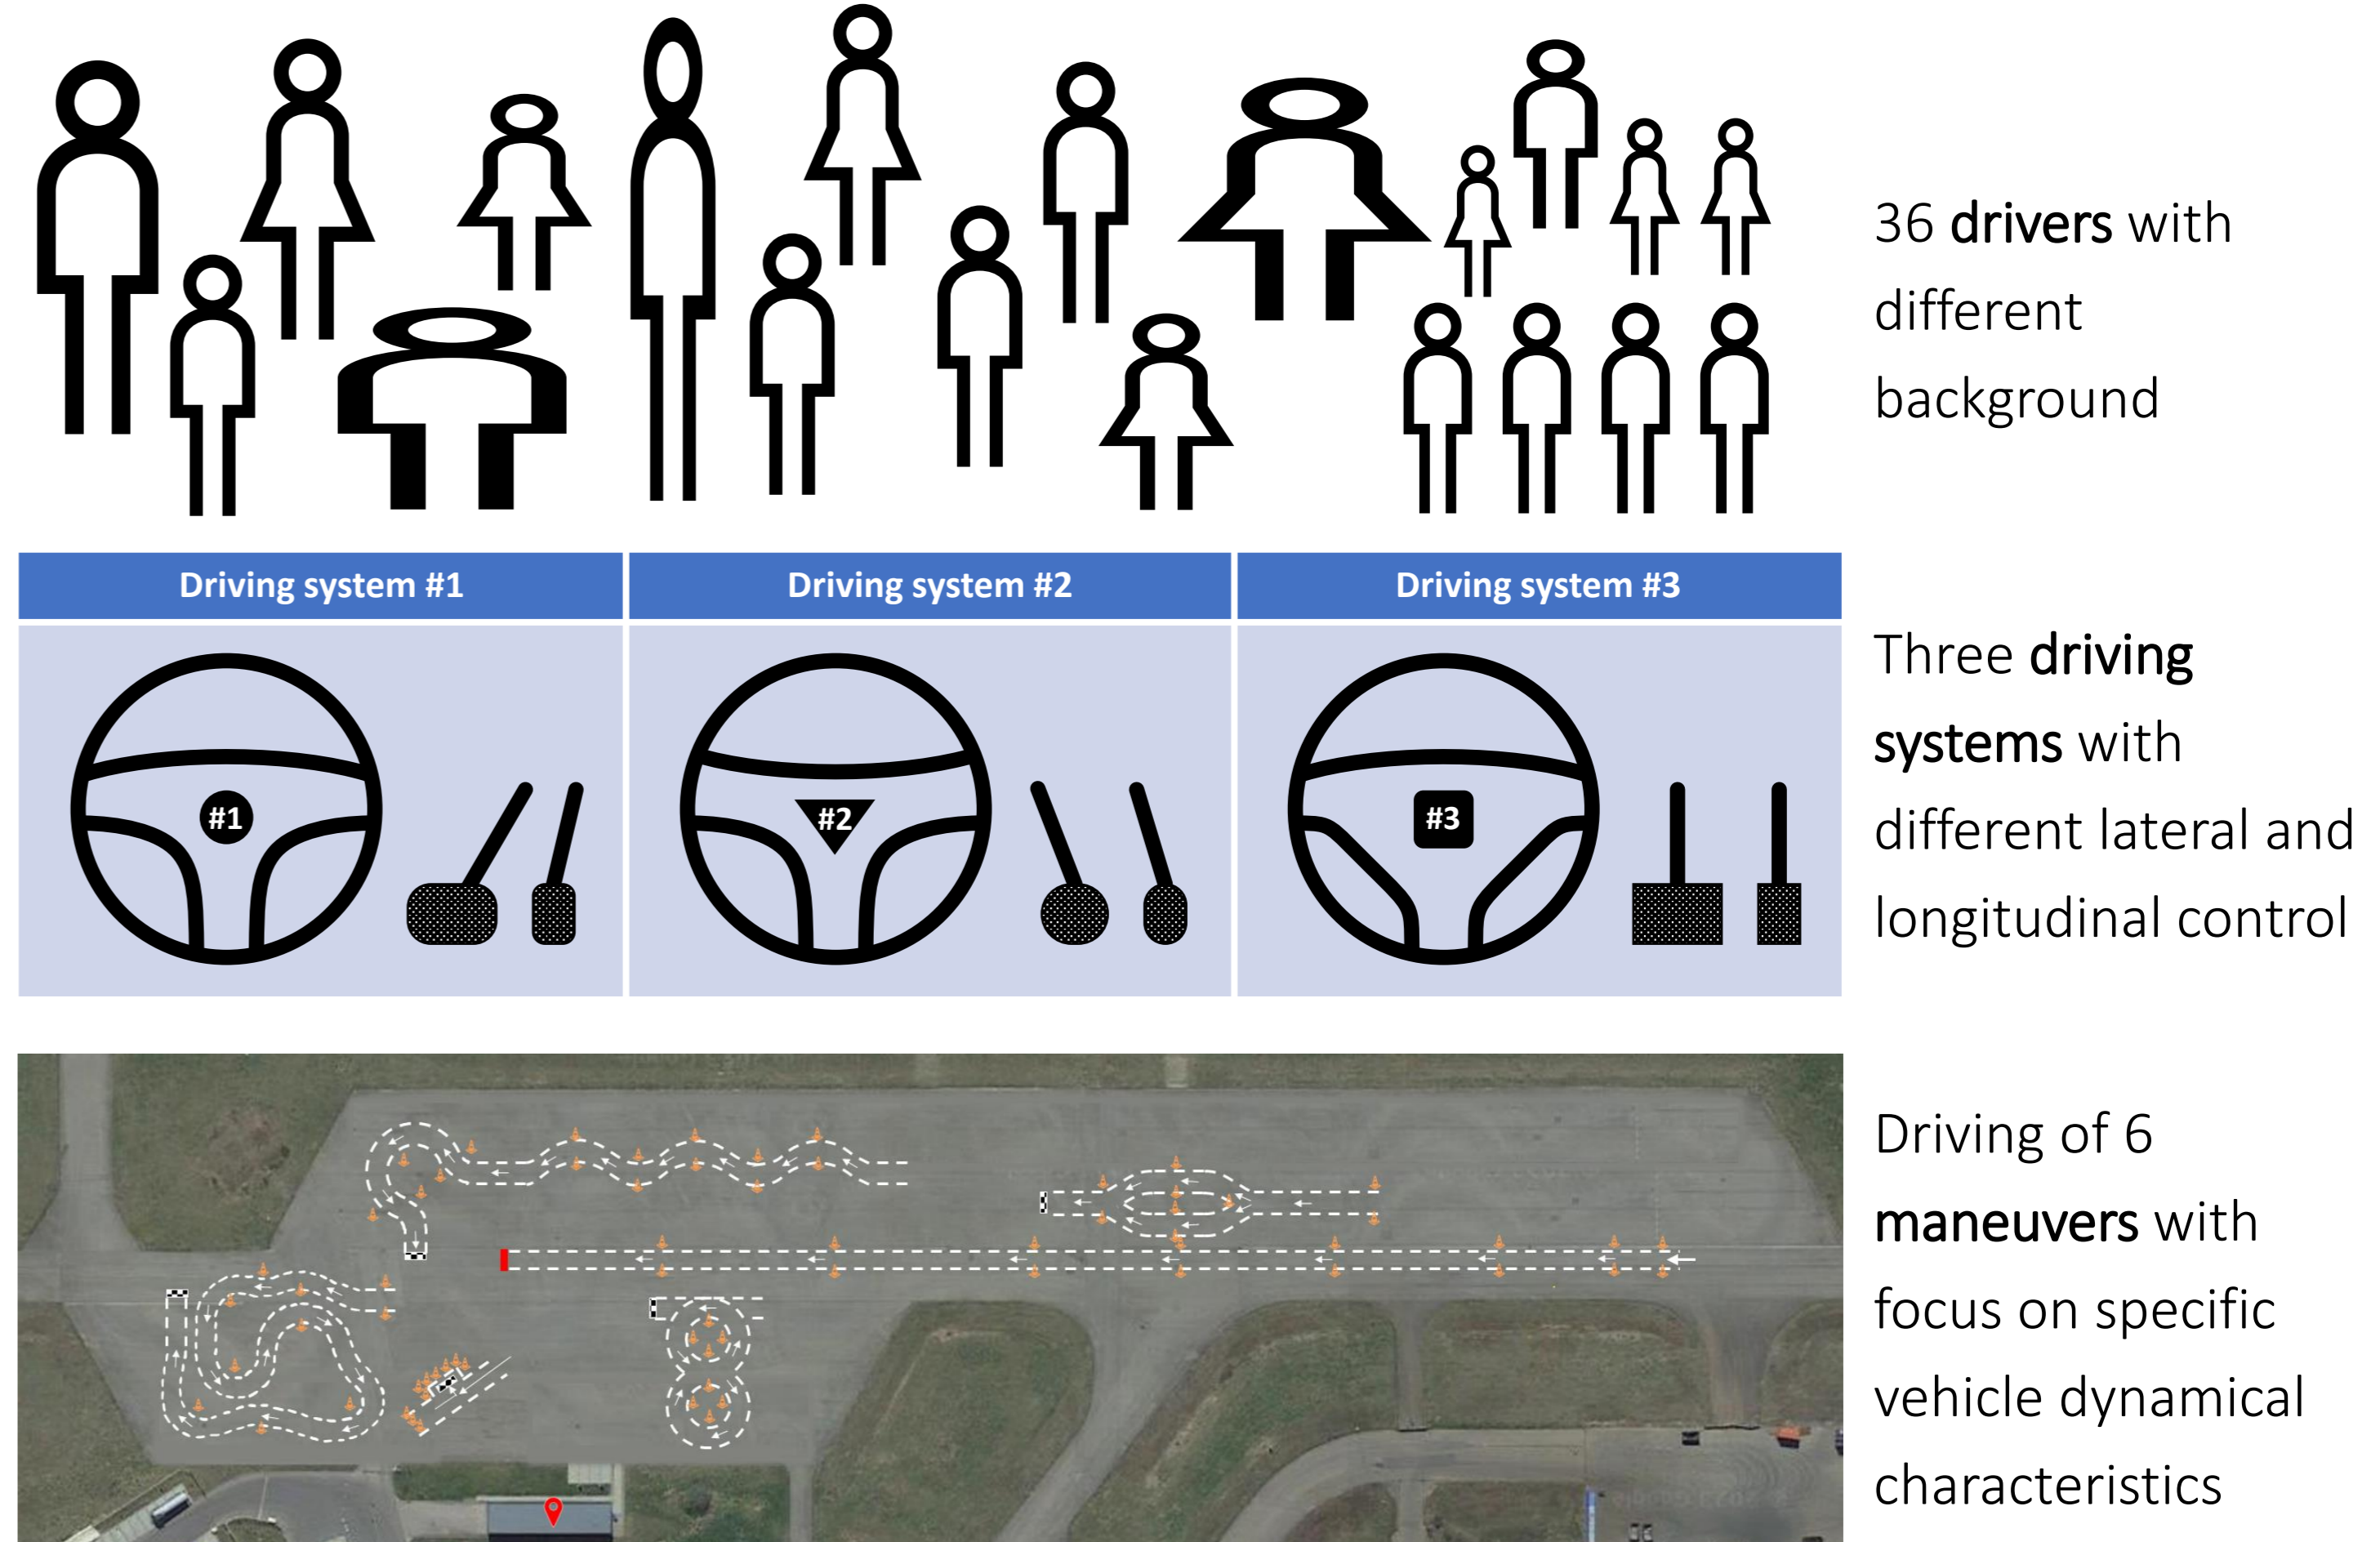 36 drivers with
different
background
Driving system #1
Driving system #2
Driving system #3
#1
#2
#3
Three driving
systems with
different lateral and
longitudinal control
Driving of 6
maneuvers with
focus on specific
vehicle dynamical
characteristics